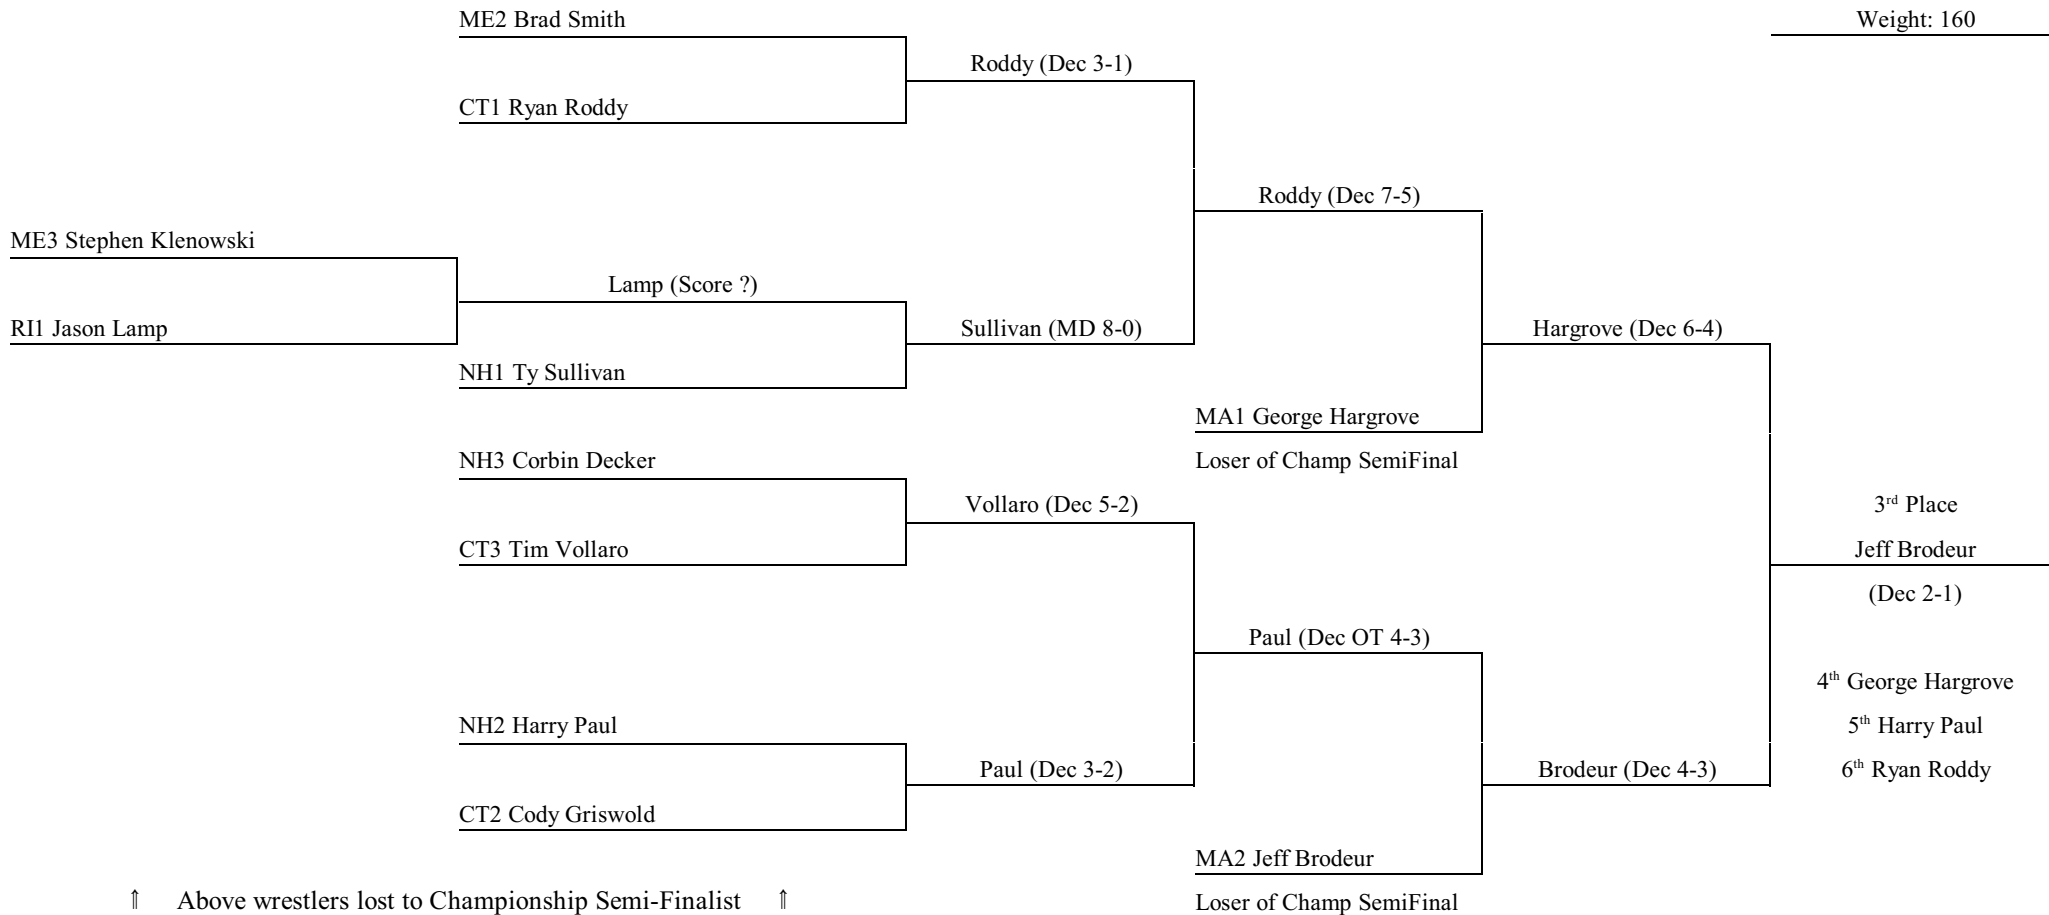 ME2 Brad Smith
Weight: 160
Roddy (Dec 3-1)
CT1 Ryan Roddy
Roddy (Dec 7-5)
ME3 Stephen Klenowski
Lamp (Score ?)
RI1 Jason Lamp
Sullivan (MD 8-0)
Hargrove (Dec 6-4)
NH1 Ty Sullivan
MA1 George Hargrove
NH3 Corbin Decker
Loser of Champ SemiFinal
Vollaro (Dec 5-2)
3rd Place
CT3 Tim Vollaro
Jeff Brodeur
(Dec 2-1)
Paul (Dec OT 4-3)
4th George Hargrove
NH2 Harry Paul
5th Harry Paul
Paul (Dec 3-2)
Brodeur (Dec 4-3)
6th Ryan Roddy
CT2 Cody Griswold
MA2 Jeff Brodeur
⇑ Above wrestlers lost to Championship Semi-Finalist ⇑
Loser of Champ SemiFinal